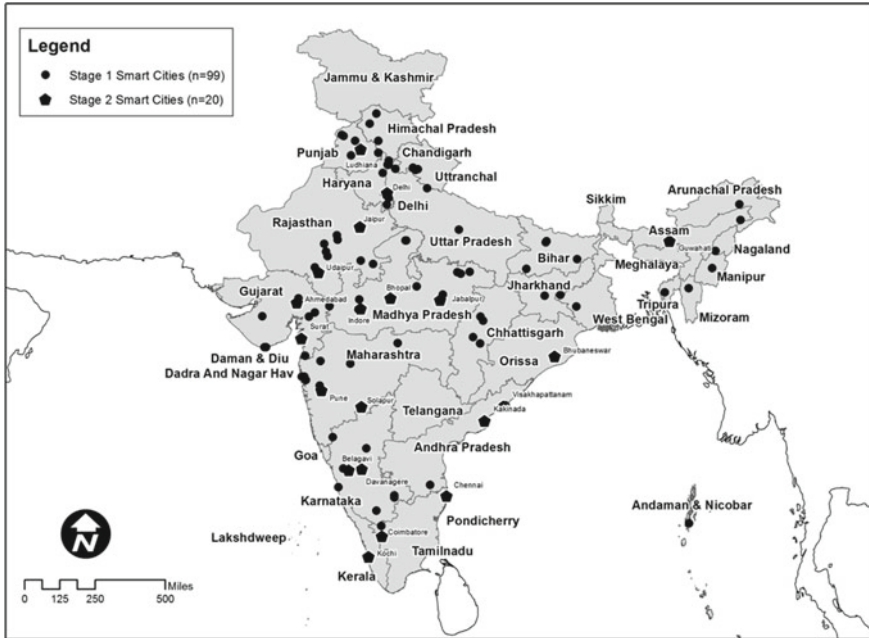 Legend
Stage 1 Smart Cities (n=99)
Stage 2 Smart Cities (n=20)
Jammu & Kashmir
Himachal Pradesh
Punjab
Chandigarh
Ludhiana
Uttranchal
Haryana
Delhi
Delhi
Sikkim
Arunachal Pradesh
Rajasthan
Jaipur
Uttar Pradesh
Assam
Guwahati
Nagaland
Bihar
Meghalaya
Udaipur
Manipur
Gujarat
Bhopal
Jharkhand
Ahmedabad
Jabalpur
Tripura
Indore
Madhya Pradesh
West Bengal
Mizoram
Surat
Chhattisgarh
Maharashtra
Orissa
Bhubaneswar
Daman & Diu
Dadra And Nagar Hav
Pune
Solapur
Telangana
Visakhapattanam
Kakinada
Andhra Pradesh
Goa
Belagavi
Davanagere
Chennai
Karnataka
Andaman & Nicobar
Pondicherry
Lakshdweep
Coimbatore
Kochi
Tamilnadu
Kerala
N
Miles
0 125 250 500